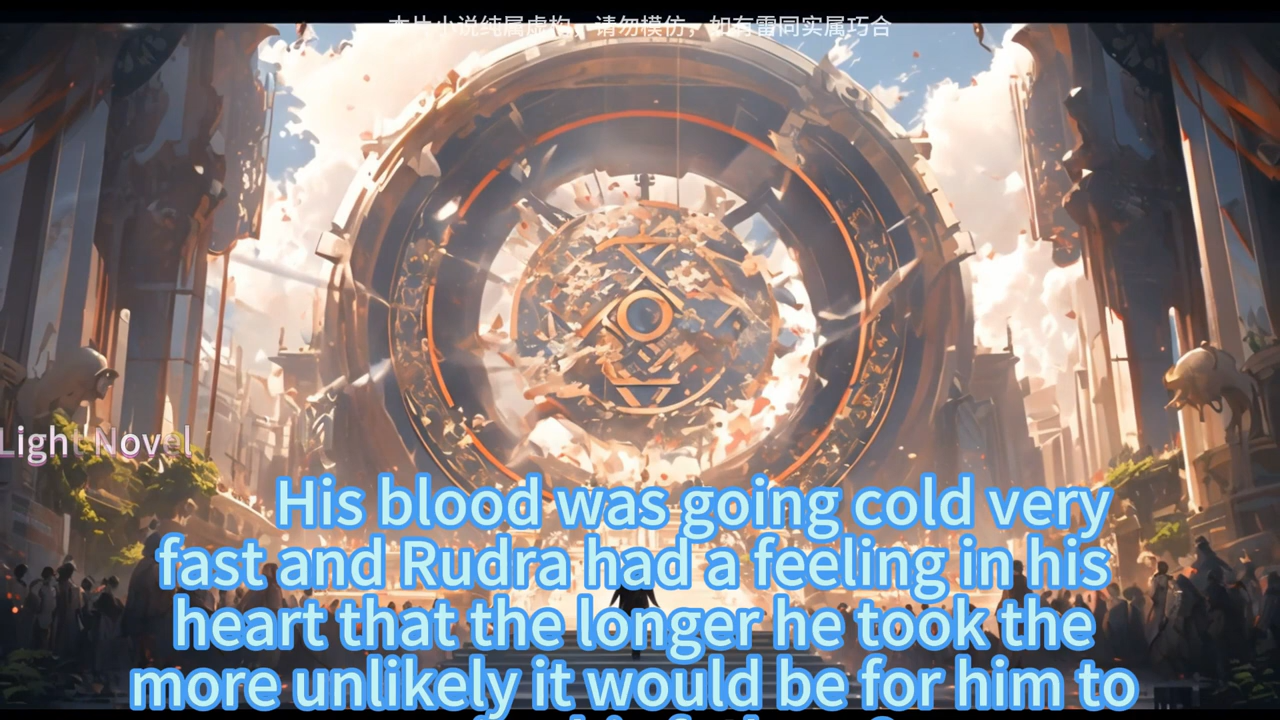 本片小说纯属虚构，请勿模仿，如有雷同实属巧合
Light Novel
His blood was going cold very
fast and Rudra had a feeling in his
heart that the longer he took the
more unlikely it would be for him to